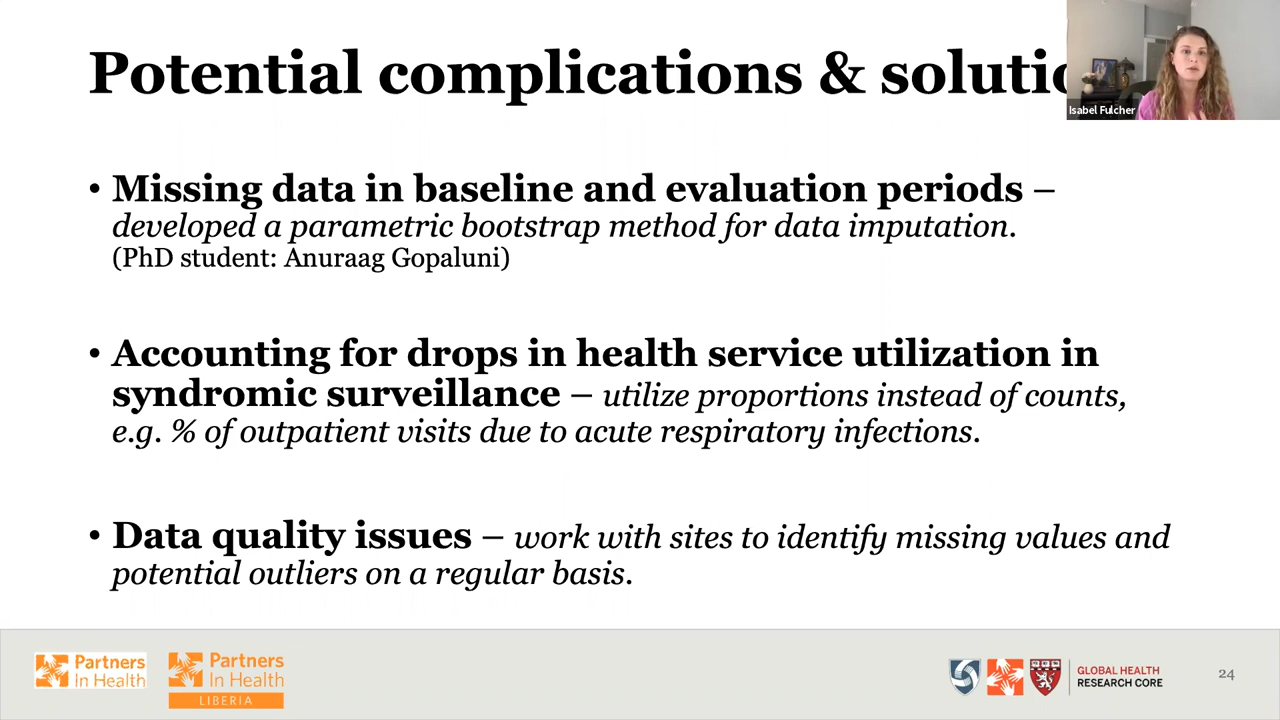 Potential complications & solutio
Isabel Fulcher
• Missing data in baseline and evaluation periods –
developed a parametric bootstrap method for data imputation.
(PhD student: Anuraag Gopaluni)
• Accounting for drops in health service utilization in
syndromic surveillance – utilize proportions instead of counts,
e.g. % of outpatient visits due to acute respiratory infections.
• Data quality issues – work with sites to identify missing values and
potential outliers on a regular basis.
Partners
In Health
Partners
In Health
LIBERIA
GLOBAL HEALTH
RESEARCH CORE
24